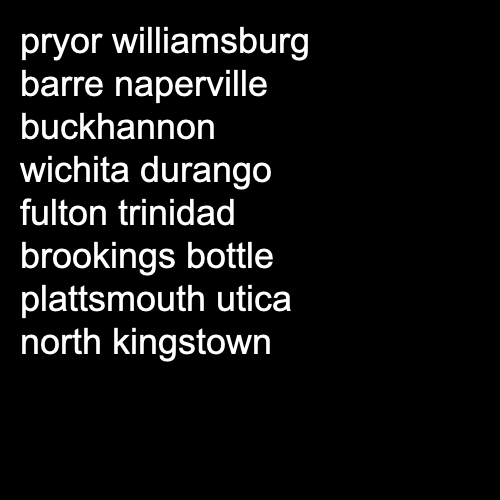 pryor williamsburg
barre naperville
buckhannon
wichita durango
fulton trinidad
brookings bottle
plattsmouth utica
north kingstown